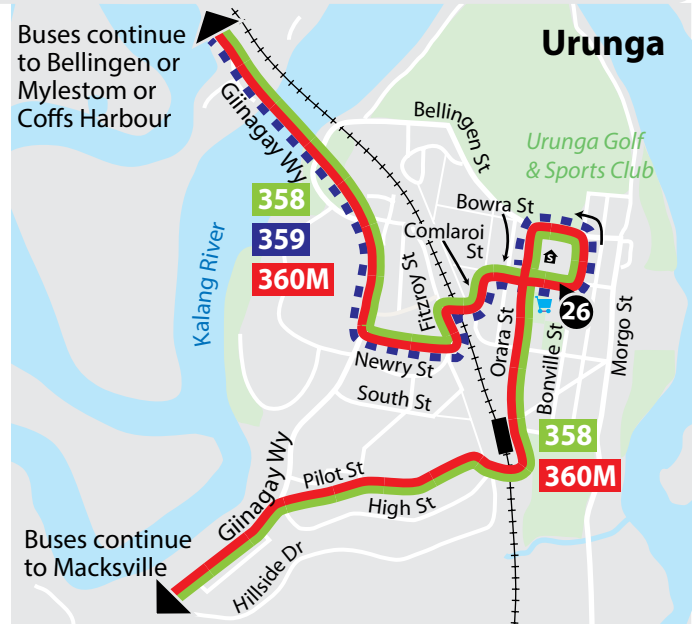 Buses continue
to Bellingen or
Mylestom or
Coffs Harbour
Urunga
Giinagay Wy
Bellingen St
Urunga Golf
& Sports Club
358
359
360M
Bowra St
Comlaroi
St
Kalang River
Fitzroy St
26
Orara St
Bonville St
Morgo St
Newry St
South St
358
360M
Giinagay Wy
Pilot St
High St
Buses continue
to Macksville
Hillside Dr